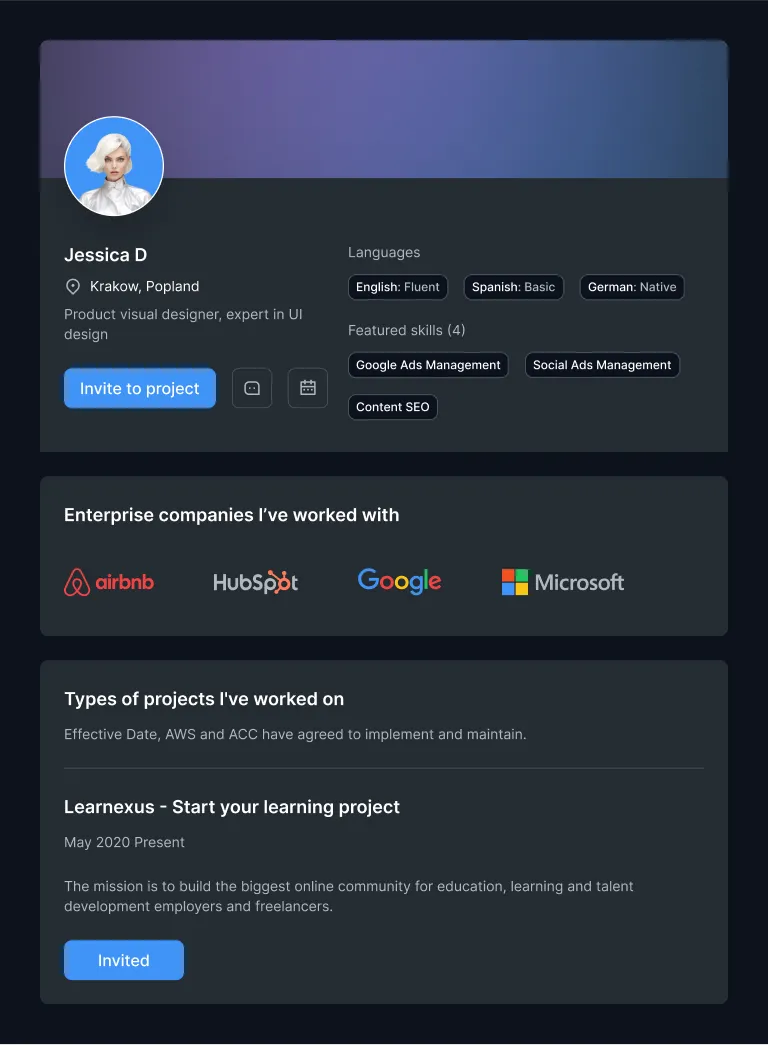 Jessica D
Krakow, Popland
Product visual designer, expert in UI
design
Invite to project
Languages
English: Fluent
Spanish: Basic
German: Native
Featured skills (4)
Google Ads Management
Social Ads Management
Content SEO
Enterprise companies I’ve worked with
airbnb
HubSpot
Google
Microsoft
Types of projects I've worked on
Effective Date, AWS and ACC have agreed to implement and maintain.
Learnexus - Start your learning project
May 2020 Present
The mission is to build the biggest online community for education, learning and talent
development employers and freelancers.
Invited